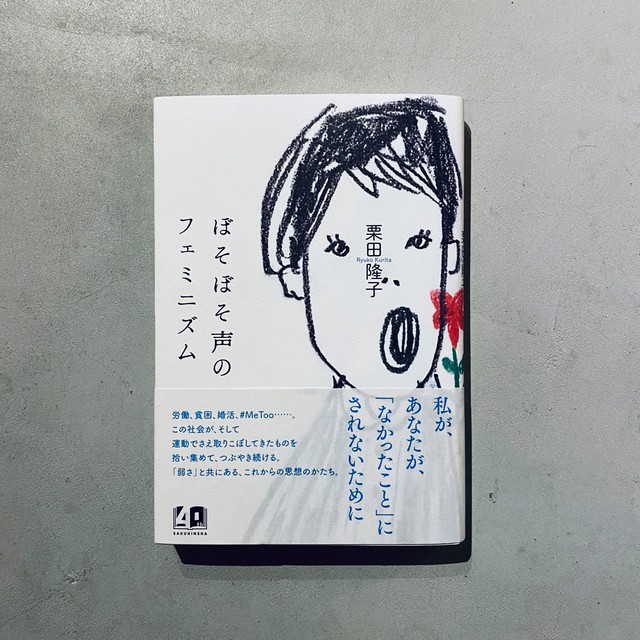 ぼそぼそ声の
フェミニズム
栗田隆子
Ryuko Kurita
私が、
あなたが、
「なかったこと」に
されないために
労働、貧困、婚活、#MeToo……。
この社会が、そして
運動でさえ取りこぼしてきたものを
拾い集めて、つぶやき続ける。
「弱さ」と共にある、これからの思想のかたち。
SAKUHINSHA